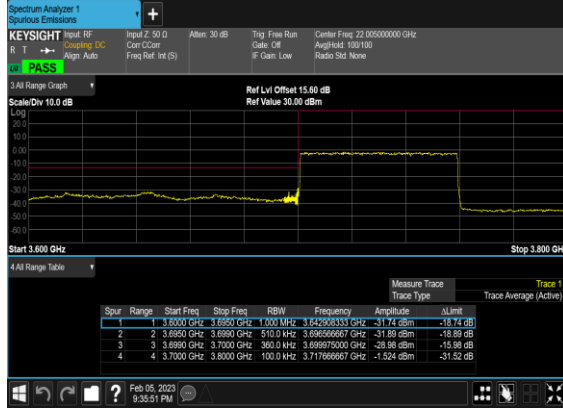 Spectrum Analyzer 1
Spurious Emissions
+
KEYSIGHT Input: RF Input Z: 50 Ω Atten: 30 dB Trig: Free Run Center Freq: 22.005000000 GHz
R T Coupling: DC Corr CCorr Gate: Off Avg|Hold: 100/100
Align: Auto Freq Ref: Int (S) IF Gain: Low Radio Std: None
PASS
3 All Range Graph
Ref Lvl Offset 15.60 dB
Scale/Div 10.0 dB Ref Value 30.00 dBm
Log
20.0
10.0
0.00
-10.0
-20.0
-30.0
-40.0
-50.0
-60.0
Start 3.600 GHz Stop 3.800 GHz
4 All Range Table
Measure Trace Trace 1
Trace Type Trace Average (Active)
Spur Range Start Freq Stop Freq RBW Frequency Amplitude ΔLimit
1 1 3.6000 GHz 3.6950 GHz 1.000 MHz 3.642908333 GHz -31.74 dBm -18.74 dB
2 2 3.6950 GHz 3.6990 GHz 510.0 kHz 3.696566667 GHz -31.89 dBm -18.89 dB
3 3 3.6990 GHz 3.7000 GHz 360.0 kHz 3.699975000 GHz -28.98 dBm -15.98 dB
4 4 3.7000 GHz 3.8000 GHz 100.0 kHz 3.717666667 GHz -1.524 dBm -31.52 dB
?
Feb 05, 2023
9:35:51 PM